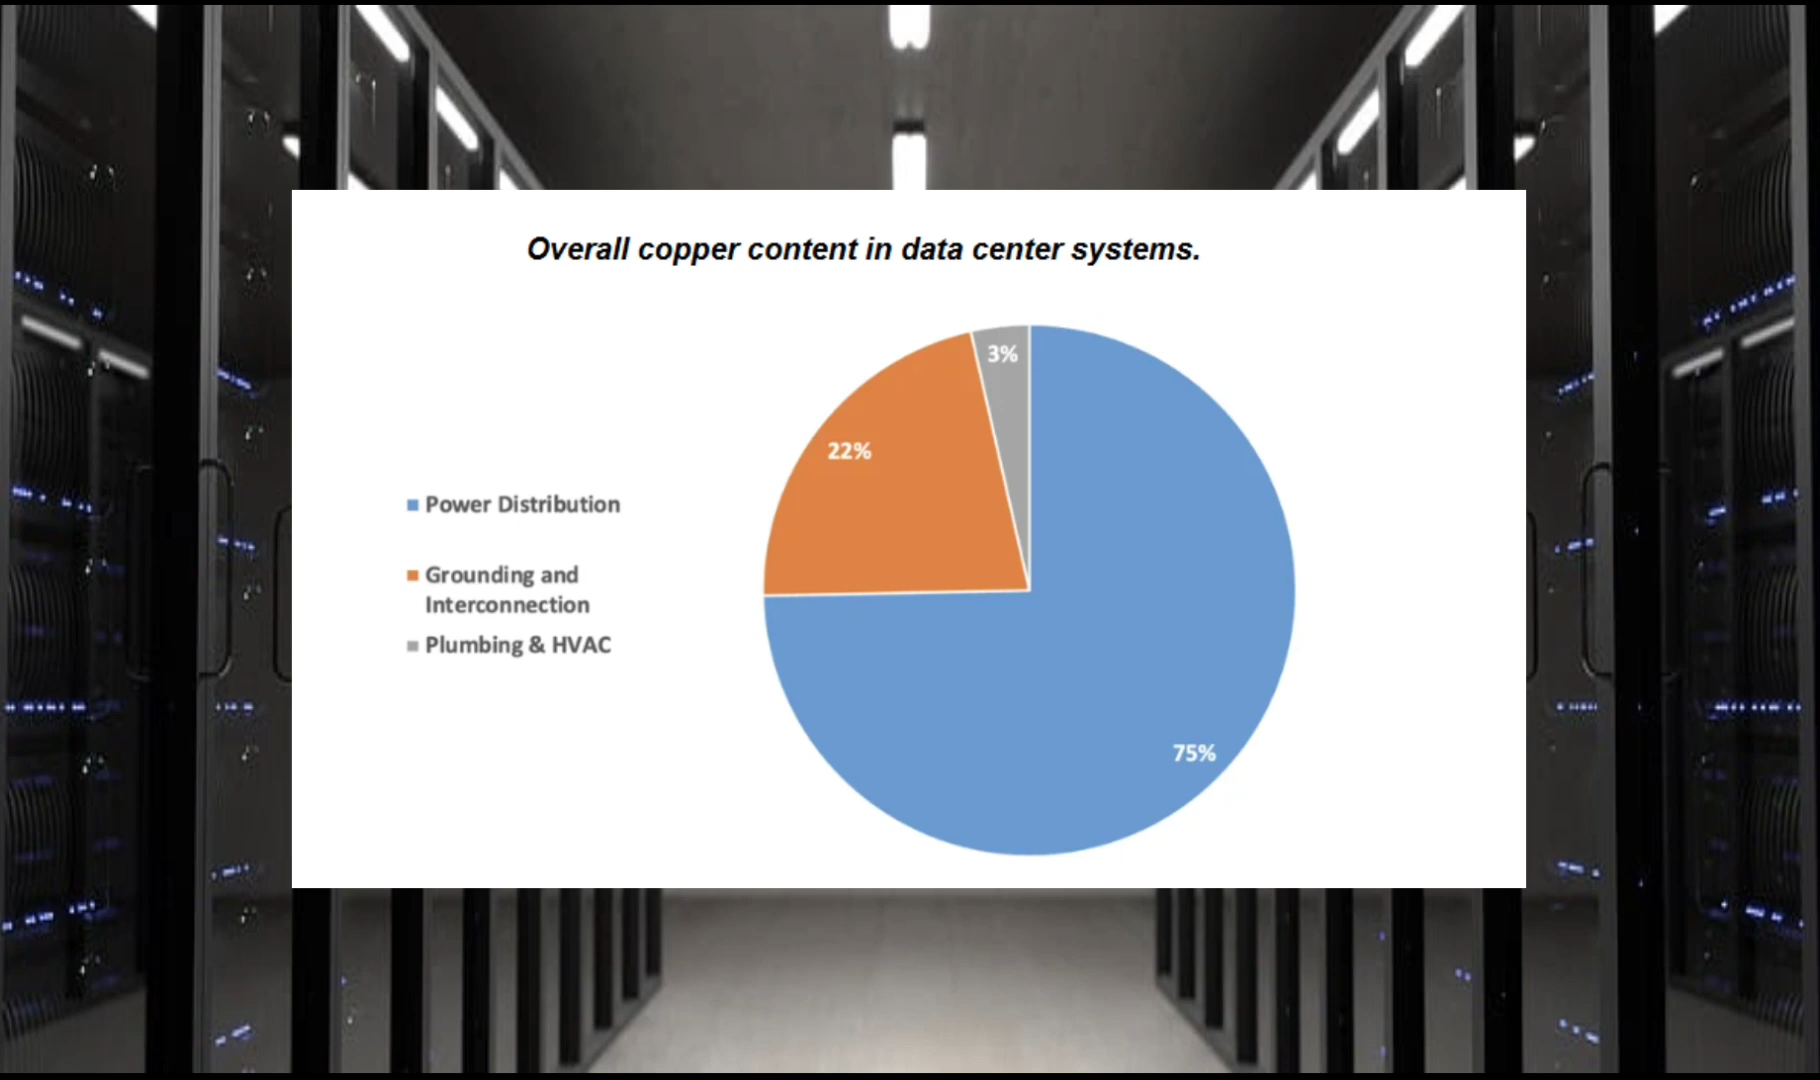 Overall copper content in data center systems.
3%
22%
Power Distribution
Grounding and
Interconnection
Plumbing & HVAC
75%